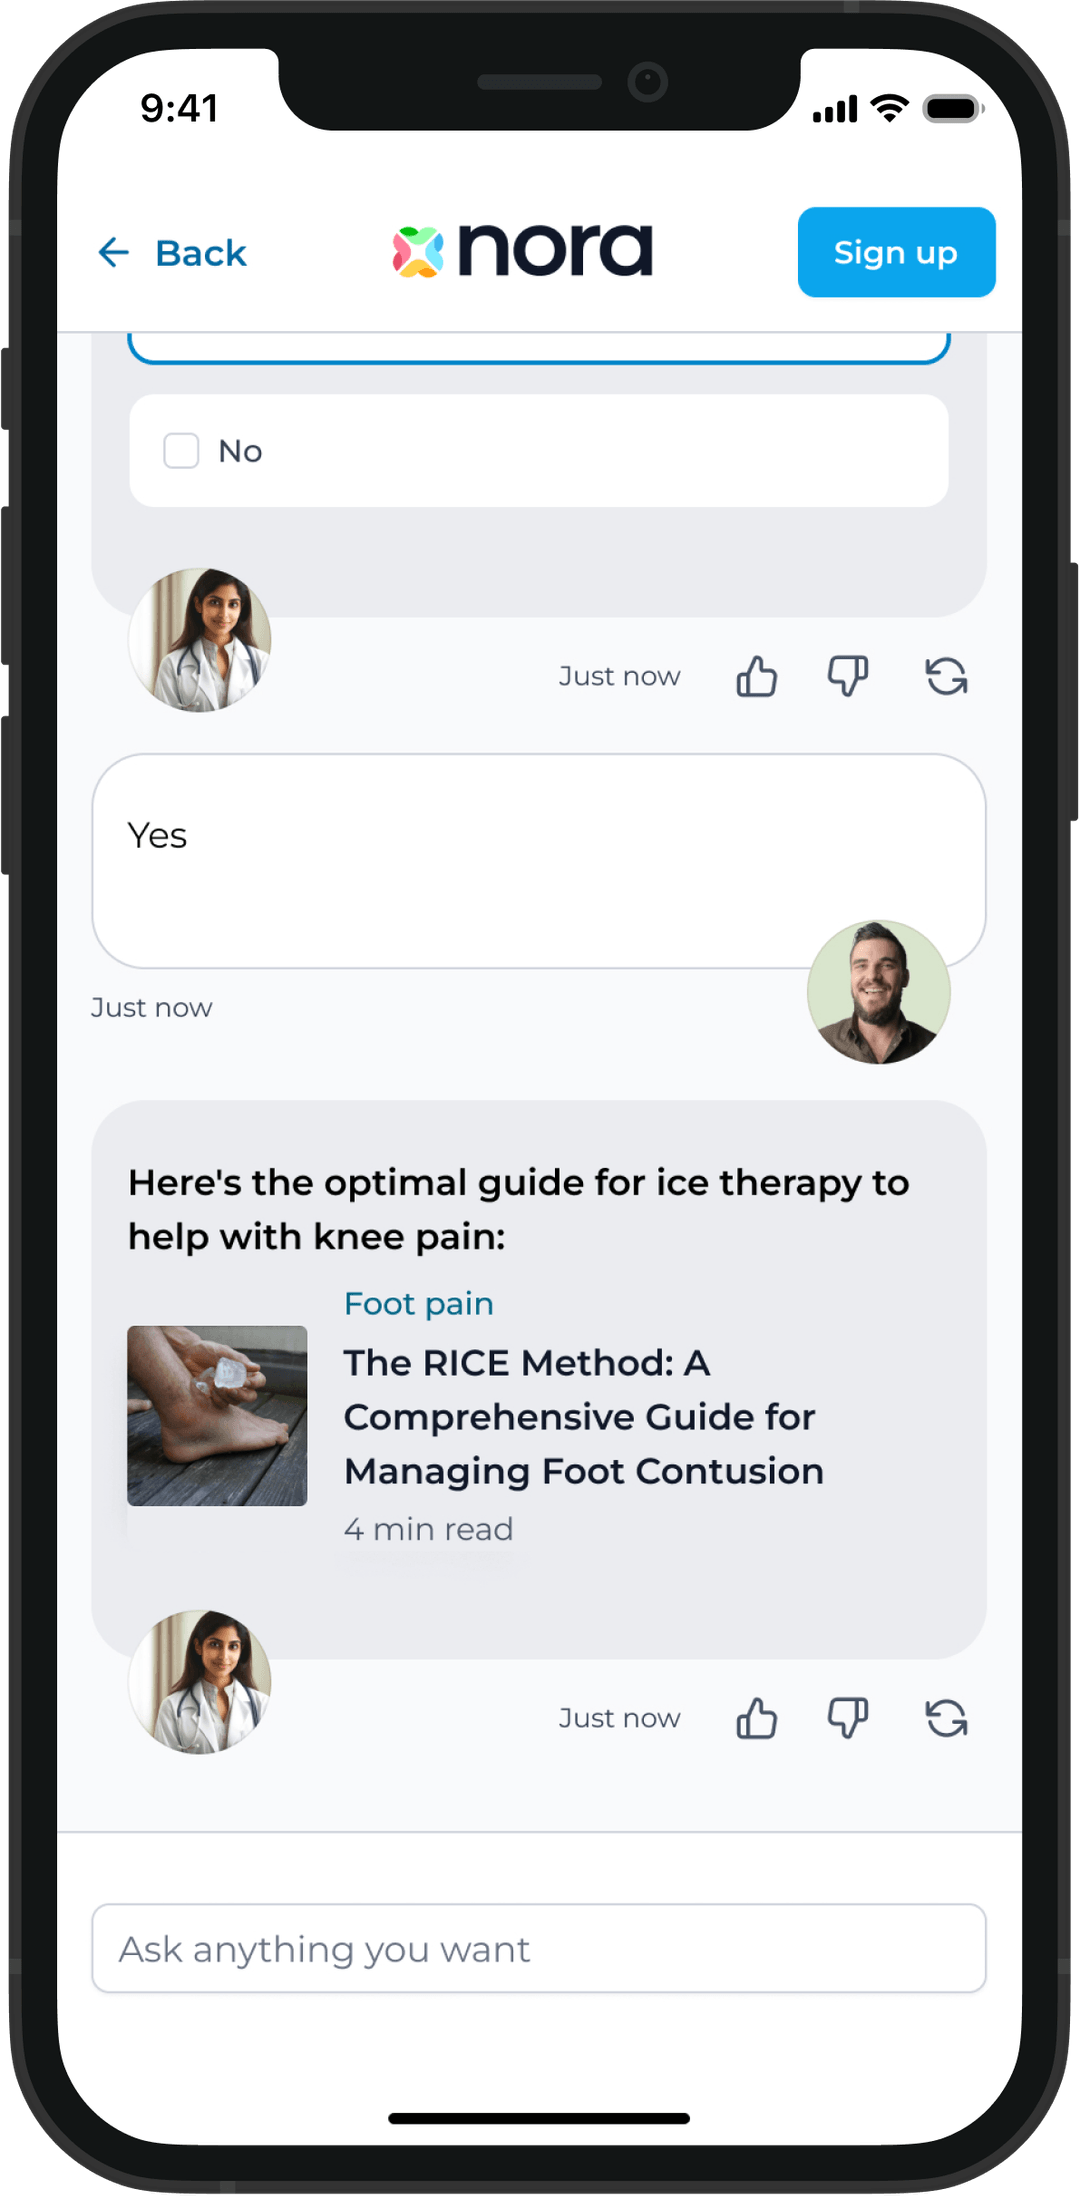 9:41
Back
nora
Sign up
No
Just now
Yes
Just now
Here's the optimal guide for ice therapy to
help with knee pain:
Foot pain
The RICE Method: A
Comprehensive Guide for
Managing Foot Contusion
4 min read
Just now
Ask anything you want